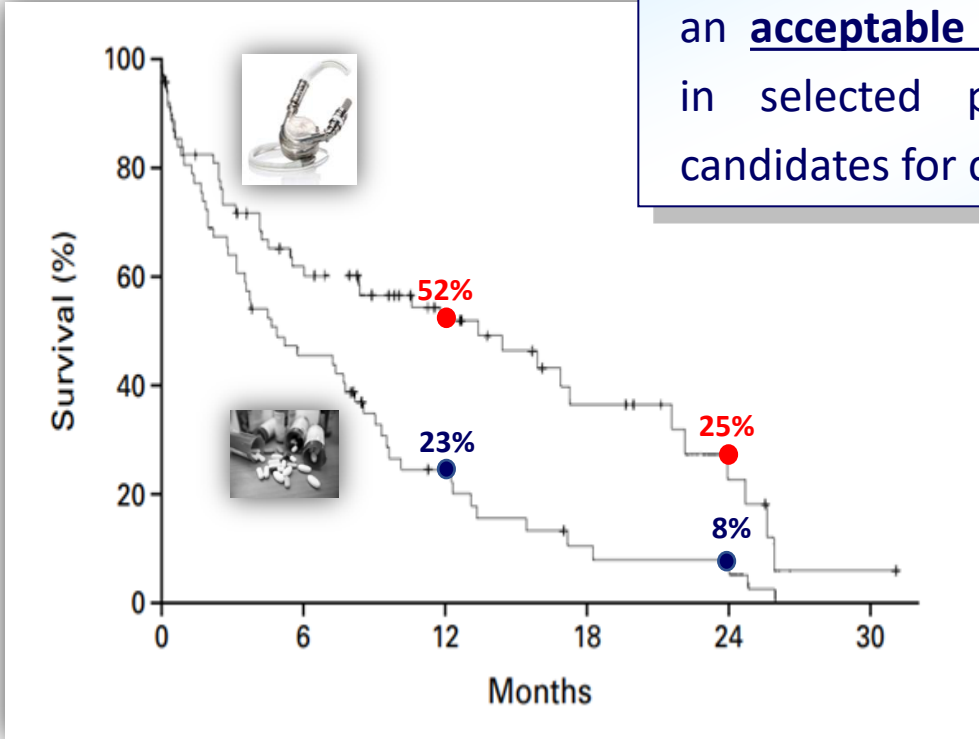 an acceptable
in selected p
candidates for c
100
80
60
40
20
0
Survival (%)
52%
23%
25%
8%
0 6 12 18 24 30
Months